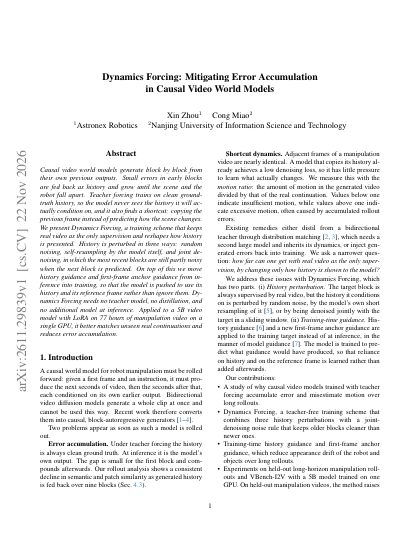 Dynamics Forcing: Mitigating Error Accumulation
in Causal Video World Models
Xin Zhou¹ Cong Miao²
¹Astronex Robotics ²Nanjing University of Information Science and Technology
arXiv:2611.29839v1 [cs.CV] 22 Nov 2026
Abstract
Causal video world models generate block by block from
their own previous outputs. Small errors in early blocks
are fed back as history and grow until the scene and the
robot fall apart. Teacher forcing trains on clean ground-
truth history, so the model never sees the history it will ac-
tually condition on, and it also finds a shortcut: copying the
previous frame instead of predicting how the scene changes.
We present Dynamics Forcing, a training scheme that keeps
real video as the only supervision and reshapes how history
is presented. History is perturbed in three ways: random
noising, self-resampling by the model itself, and joint de-
noising, in which the most recent blocks are still partly noisy
when the next block is predicted. On top of this we move
history guidance and first-frame anchor guidance from in-
ference into training, so that the model is pushed to use its
history and its reference frame rather than ignore them. Dy-
namics Forcing needs no teacher model, no distillation, and
no additional model at inference. Applied to a 5B video
model with LoRA on 77 hours of manipulation video on a
single GPU, it better matches unseen real continuations and
reduces error accumulation.
1. Introduction
A causal world model for robot manipulation must be rolled
forward: given a first frame and an instruction, it must pro-
duce the next seconds of video, then the seconds after that,
each conditioned on its own earlier output. Bidirectional
video diffusion models generate a whole clip at once and
cannot be used this way. Recent work therefore converts
them into causal, block-autoregressive generators [1–4].
Two problems appear as soon as such a model is rolled
out.
Error accumulation. Under teacher forcing the history
is always clean ground truth. At inference it is the model's
own output. The gap is small for the first block and com-
pounds afterwards. Our rollout analysis shows a consistent
decline in semantic and patch similarity as generated history
is fed back over nine blocks (Sec. 4.3).
Shortcut dynamics. Adjacent frames of a manipulation
video are nearly identical. A model that copies its history al-
ready achieves a low denoising loss, so it has little pressure
to learn what actually changes. We measure this with the
motion ratio: the amount of motion in the generated video
divided by that of the real continuation. Values below one
indicate insufficient motion, while values above one indi-
cate excessive motion, often caused by accumulated rollout
errors.
Existing remedies either distil from a bidirectional
teacher through distribution matching [2, 3], which needs a
second large model and inherits its dynamics, or inject gen-
erated errors back into training. We ask a narrower ques-
tion: how far can one get with real video as the only super-
vision, by changing only how history is shown to the model?
We address these issues with Dynamics Forcing, which
has two parts. (i) History perturbation. The target block is
always supervised by real video, but the history it conditions
on is perturbed by random noise, by the model's own short
resampling of it [5], or by being denoised jointly with the
target in a sliding window. (ii) Training-time guidance. His-
tory guidance [6] and a new first-frame anchor guidance are
applied to the training target instead of at inference, in the
manner of model guidance [7]. The model is trained to pre-
dict what guidance would have produced, so that reliance
on history and on the reference frame is learned rather than
added afterwards.
Our contributions:
• A study of why causal video models trained with teacher
forcing accumulate error and misestimate motion over
long rollouts.
• Dynamics Forcing, a teacher-free training scheme that
combines three history perturbations with a joint-
denoising noise rule that keeps older blocks cleaner than
newer ones.
• Training-time history guidance and first-frame anchor
guidance, which reduce appearance drift of the robot and
objects over long rollouts.
• Experiments on held-out long-horizon manipulation roll-
outs and VBench-I2V with a 5B model trained on one
GPU. On held-out manipulation videos, the method raises
1